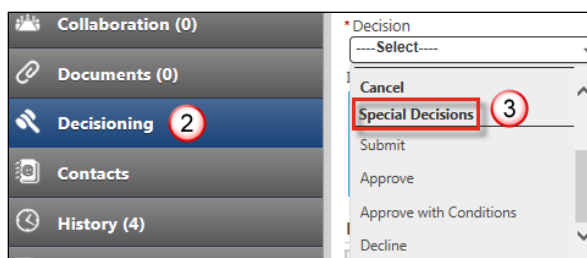 Collaboration (0)
Documents (0)
Decisioning 2
Contacts
History (4)
* Decision
----Select----
Cancel
Special Decisions 3
Submit
Approve
Approve with Conditions
Decline